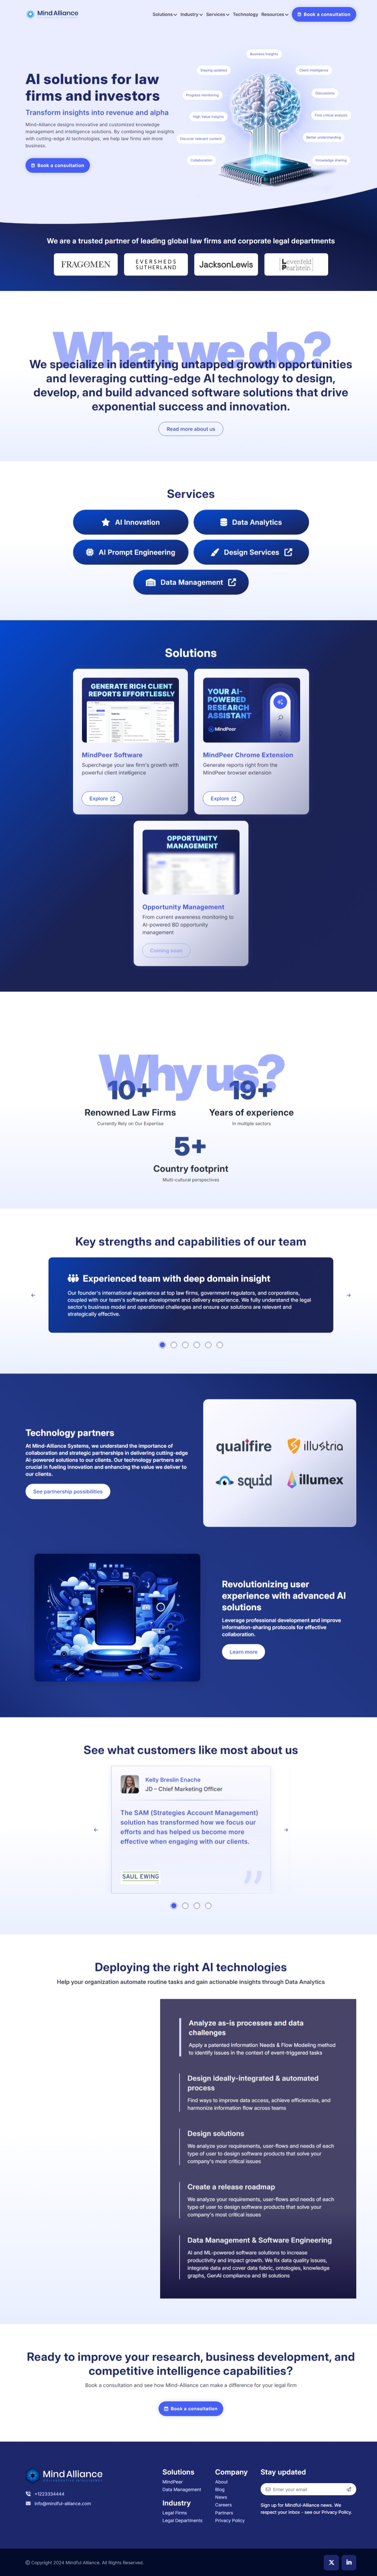 Mind Alliance
Solutions
Industry
Services
Technology
Resources
Book a consultation
AI solutions for law
firms and investors
Transform insights into revenue and alpha
Mind-Alliance designs innovative and customized knowledge
management and intelligence solutions. By combining legal insights
with cutting-edge AI technologies, we help law firms win more
business.
Book a consultation
Business insights
Staying updated
Client intelligence
Progress monitoring
Discussions
High Value Insights
Find critical analysis
Discover relevant content
Better understanding
Collaboration
Knowledge sharing
We are a trusted partner of leading global law firms and corporate legal departments
FRAGOMEN
EVERSHEDS
SUTHERLAND
JacksonLewis
Levenfeld
Pearlstein
What we do?
We specialize in identifying untapped growth opportunities
and leveraging cutting-edge AI technology to design,
develop, and build advanced software solutions that drive
exponential success and innovation.
Read more about us
Services
AI Innovation
Data Analytics
AI Prompt Engineering
Design Services
Data Management
Solutions
GENERATE RICH CLIENT
REPORTS EFFORTLESSLY
MindPeer Software
Supercharge your law firm's growth with
powerful client intelligence
Explore
YOUR AI-
POWERED
RESEARCH
ASSISTANT
MindPeer
MindPeer Chrome Extension
Generate reports right from the
MindPeer browser extension
Explore
OPPORTUNITY
MANAGEMENT
Opportunity Management
From current awareness monitoring to
AI-powered BD opportunity
management
Coming soon
Why us?
10+
Renowned Law Firms
Currently Rely on Our Expertise
19+
Years of experience
in multiple sectors
5+
Country footprint
Multi-cultural perspectives
Key strengths and capabilities of our team
Experienced team with deep domain insight
Our founder's international experience at top law firms, government regulators, and corporations,
coupled with our team's software development and delivery experience. We fully understand the legal
sector's business model and operational challenges and ensure our solutions are relevant and
strategically effective.
Technology partners
At Mind-Alliance Systems, we understand the importance of
collaboration and strategic partnerships in delivering cutting-edge
AI-powered solutions to our clients. Our technology partners are
crucial in fueling innovation and enhancing the value we deliver to
our clients.
See partnership possibilities
qualifire
illustria
squid
illumex
Revolutionizing user
experience with advanced AI
solutions
Leverage professional development and improve
information-sharing protocols for effective
collaboration.
Learn more
See what customers like most about us
Kelly Breslin Enache
JD – Chief Marketing Officer
The SAM (Strategies Account Management)
solution has transformed how we focus our
efforts and has helped us become more
effective when engaging with our clients.
SAUL EWING
Deploying the right AI technologies
Help your organization automate routine tasks and gain actionable insights through Data Analytics
Analyze as-is processes and data
challenges
Apply a patented Information Needs & Flow Modeling method
to identify issues in the context of event-triggered tasks
Design ideally-integrated & automated
process
Find ways to improve data access, achieve efficiencies, and
harmonize information flow across teams
Design solutions
We analyze your requirements, user-flows and needs of each
type of user to design software products that solve your
company's most critical issues
Create a release roadmap
We analyze your requirements, user-flows and needs of each
type of user to design software products that solve your
company's most critical issues
Data Management & Software Engineering
AI and ML-powered software solutions to increase
productivity and impact growth. We fix data quality issues,
integrate data and cover data fabric, ontologies, knowledge
graphs, GenAI compliance and BI solutions
Ready to improve your research, business development, and
competitive intelligence capabilities?
Book a consultation and see how Mind-Alliance can make a difference for your legal firm
Book a consultation
Mind Alliance
COLLABORATIVE INTELLIGENCE
+1223334444
info@mindful-alliance.com
Solutions
MindPeer
Data Management
Industry
Legal Firms
Legal Departments
Company
About
Blog
News
Careers
Partners
Privacy Policy
Stay updated
Enter your email
Sign up for Mindful-Alliance news. We
respect your inbox - see our Privacy Policy.
© Copyright 2024 Mindful Alliance. All Rights Reserved.